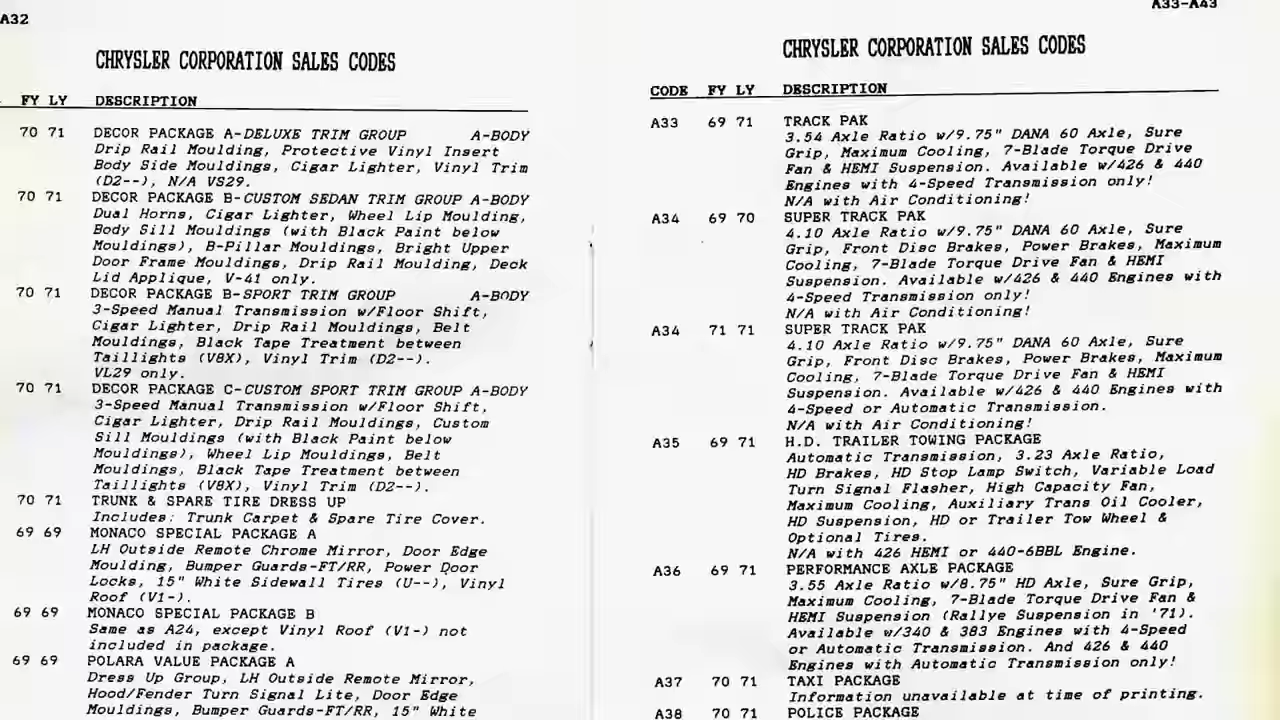 A32
CHRYSLER CORPORATION SALES CODES
FY LY DESCRIPTION
70 71 DECOR PACKAGE A-DELUXE TRIM GROUP A-BODY
Drip Rail Moulding, Protective Vinyl Insert
Body Side Mouldings, Cigar Lighter, Vinyl Trim
(D2--), N/A VS29.
70 71 DECOR PACKAGE B-CUSTOM SEDAN TRIM GROUP A-BODY
Dual Horns, Cigar Lighter, Wheel Lip Moulding,
Body Sill Mouldings (with Black Paint below
Mouldings), B-Pillar Mouldings, Bright Upper
Door Frame Mouldings, Drip Rail Moulding, Deck
Lid Applique, V-41 only.
70 71 DECOR PACKAGE B-SPORT TRIM GROUP A-BODY
3-Speed Manual Transmission w/Floor Shift,
Cigar Lighter, Drip Rail Mouldings, Belt
Mouldings, Black Tape Treatment between
Taillights (V8X), Vinyl Trim (D2--).
VL29 only.
70 71 DECOR PACKAGE C-CUSTOM SPORT TRIM GROUP A-BODY
3-Speed Manual Transmission w/Floor Shift,
Cigar Lighter, Drip Rail Mouldings, Custom
Sill Mouldings (with Black Paint below
Mouldings), Wheel Lip Mouldings, Belt
Mouldings, Black Tape Treatment between
Taillights (V8X), Vinyl Trim (D2--).
70 71 TRUNK & SPARE TIRE DRESS UP
Includes: Trunk Carpet & Spare Tire Cover.
69 69 MONACO SPECIAL PACKAGE A
LH Outside Remote Chrome Mirror, Door Edge
Moulding, Bumper Guards-FT/RR, Power Door
Locks, 15" White Sidewall Tires (U--), Vinyl
Roof (V1-).
69 69 MONACO SPECIAL PACKAGE B
Same as A24, except Vinyl Roof (V1-) not
included in package.
69 69 POLARA VALUE PACKAGE A
Dress Up Group, LH Outside Remote Mirror,
Hood/Fender Turn Signal Lite, Door Edge
Mouldings, Bumper Guards-FT/RR, 15" White
A33-A43
CHRYSLER CORPORATION SALES CODES
CODE FY LY DESCRIPTION
A33 69 71 TRACK PAK
3.54 Axle Ratio w/9.75" DANA 60 Axle, Sure
Grip, Maximum Cooling, 7-Blade Torque Drive
Fan & HEMI Suspension. Available w/426 & 440
Engines with 4-Speed Transmission only!
N/A with Air Conditioning!
A34 69 70 SUPER TRACK PAK
4.10 Axle Ratio w/9.75" DANA 60 Axle, Sure
Grip, Front Disc Brakes, Power Brakes, Maximum
Cooling, 7-Blade Torque Drive Fan & HEMI
Suspension. Available w/426 & 440 Engines with
4-Speed Transmission only!
N/A with Air Conditioning!
A34 71 71 SUPER TRACK PAK
4.10 Axle Ratio w/9.75" DANA 60 Axle, Sure
Grip, Front Disc Brakes, Power Brakes, Maximum
Cooling, 7-Blade Torque Drive Fan & HEMI
Suspension. Available w/426 & 440 Engines with
4-Speed or Automatic Transmission.
N/A with Air Conditioning!
A35 69 71 H.D. TRAILER TOWING PACKAGE
Automatic Transmission, 3.23 Axle Ratio,
HD Brakes, HD Stop Lamp Switch, Variable Load
Turn Signal Flasher, High Capacity Fan,
Maximum Cooling, Auxiliary Trans Oil Cooler,
HD Suspension, HD or Trailer Tow Wheel &
Optional Tires.
N/A with 426 HEMI or 440-6BBL Engine.
A36 69 71 PERFORMANCE AXLE PACKAGE
3.55 Axle Ratio w/8.75" HD Axle, Sure Grip,
Maximum Cooling, 7-Blade Torque Drive Fan &
HEMI Suspension (Rallye Suspension in '71).
Available w/340 & 383 Engines with 4-Speed
or Automatic Transmission. And 426 & 440
Engines with Automatic Transmission only!
A37 70 71 TAXI PACKAGE
Information unavailable at time of printing.
A38 70 71 POLICE PACKAGE